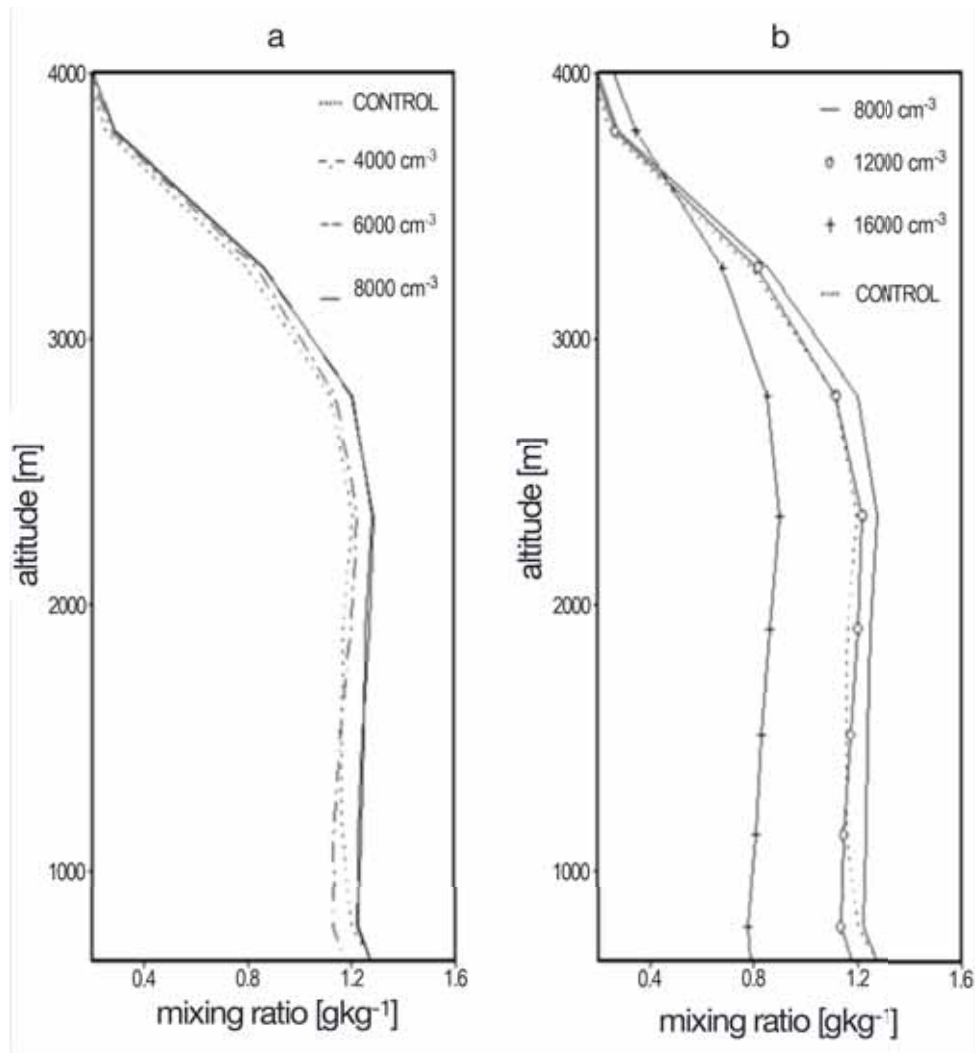 a
4000
3000
2000
1000
altitude [m]
CONTROL
4000 cm-3
6000 cm-3
8000 cm-3
0.4 0.8 1.2 1.6
mixing ratio [gkg-1]
b
4000
3000
2000
1000
altitude [m]
8000 cm-3
12000 cm-3
16000 cm-3
CONTROL
0.4 0.8 1.2 1.6
mixing ratio [gkg-1]